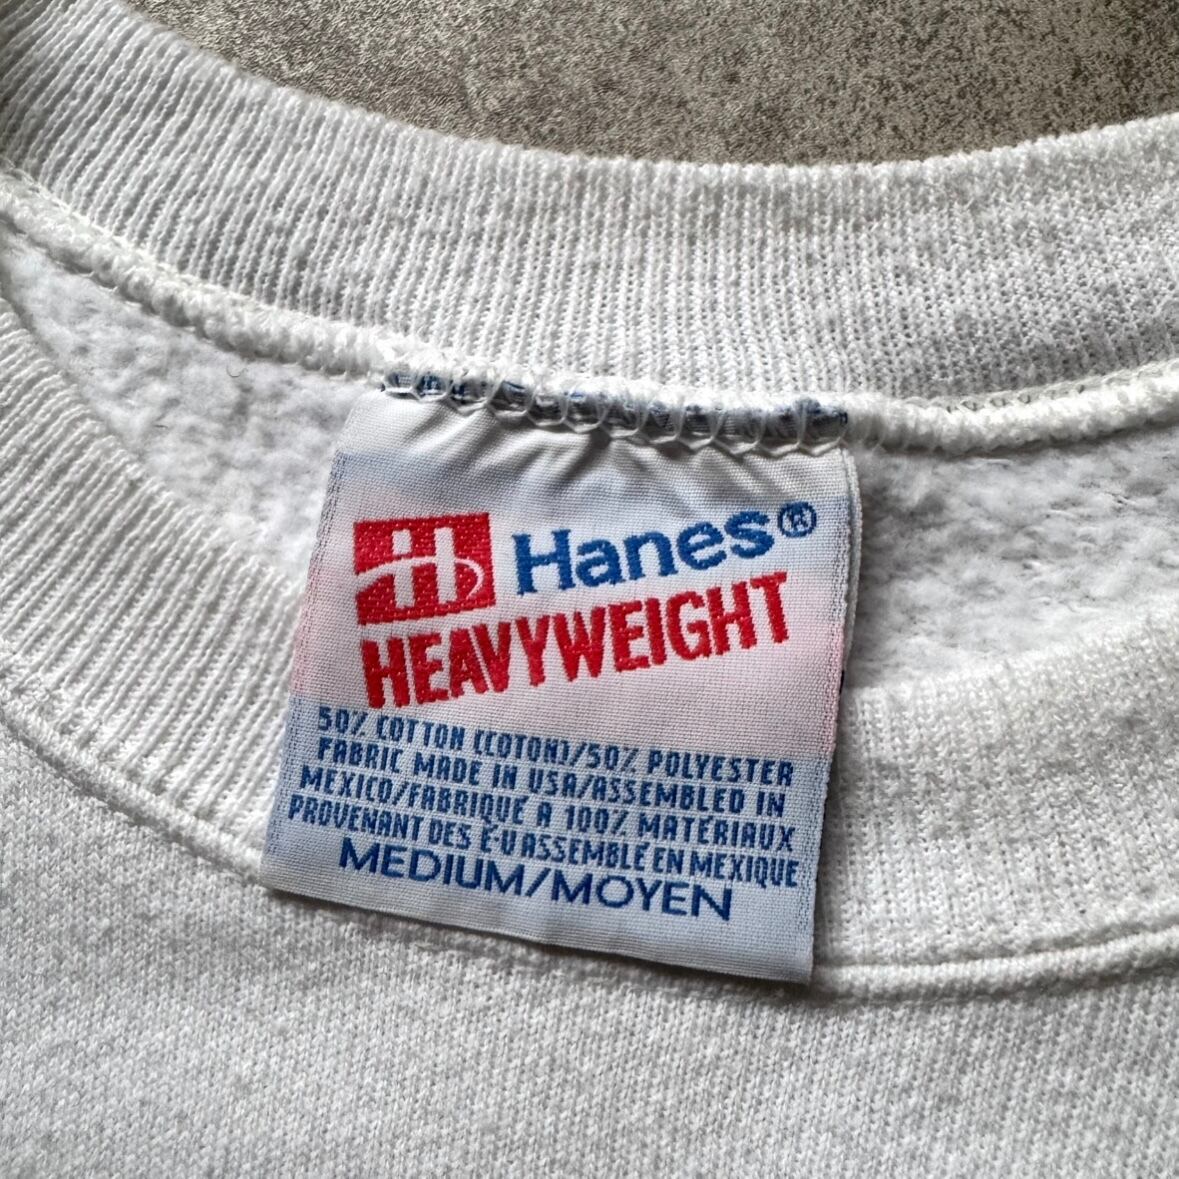 H Hanes®
HEAVYWEIGHT
50% COTTON (COTON)/50% POLYESTER
FABRIC MADE IN USA/ASSEMBLED IN
MEXICO/FABRIQUÉ A 100% MATÉRIAUX
PROVENANT DES É-U ASSEMBLÉ EN MEXIQUE
MEDIUM/MOYEN